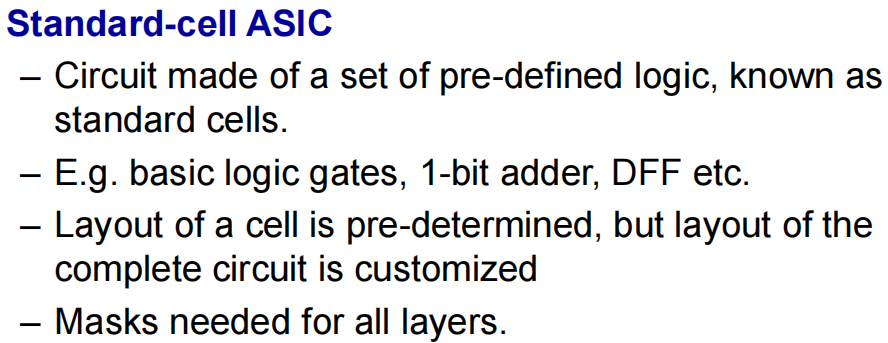 Standard-cell ASIC
– Circuit made of a set of pre-defined logic, known as
standard cells.
– E.g. basic logic gates, 1-bit adder, DFF etc.
– Layout of a cell is pre-determined, but layout of the
complete circuit is customized
– Masks needed for all layers.